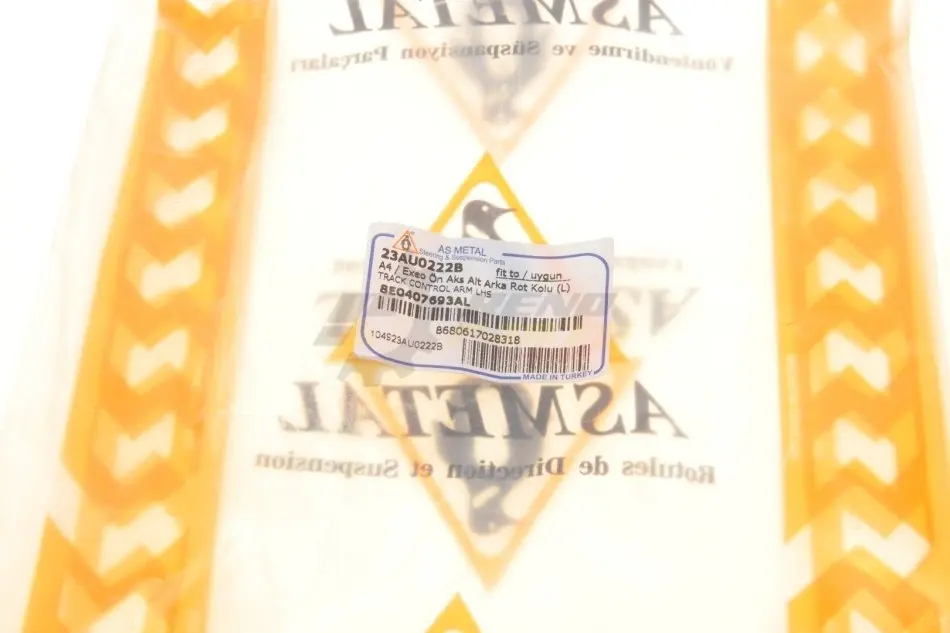 ASMETAL
Yönlendirme ve Süspansiyon Parçaları
AS METAL
Steering & Suspension Parts
23AU0222B
fit to / uygun
A4 / Exeo Ön Aks Alt Arka Rot Kolu (L)
TRACK CONTROL ARM LHS
8E0407693AL
8680617028318
104923AU0222B
MADE IN TURKEY
ASMETAL
Rotules de Direction et Suspension